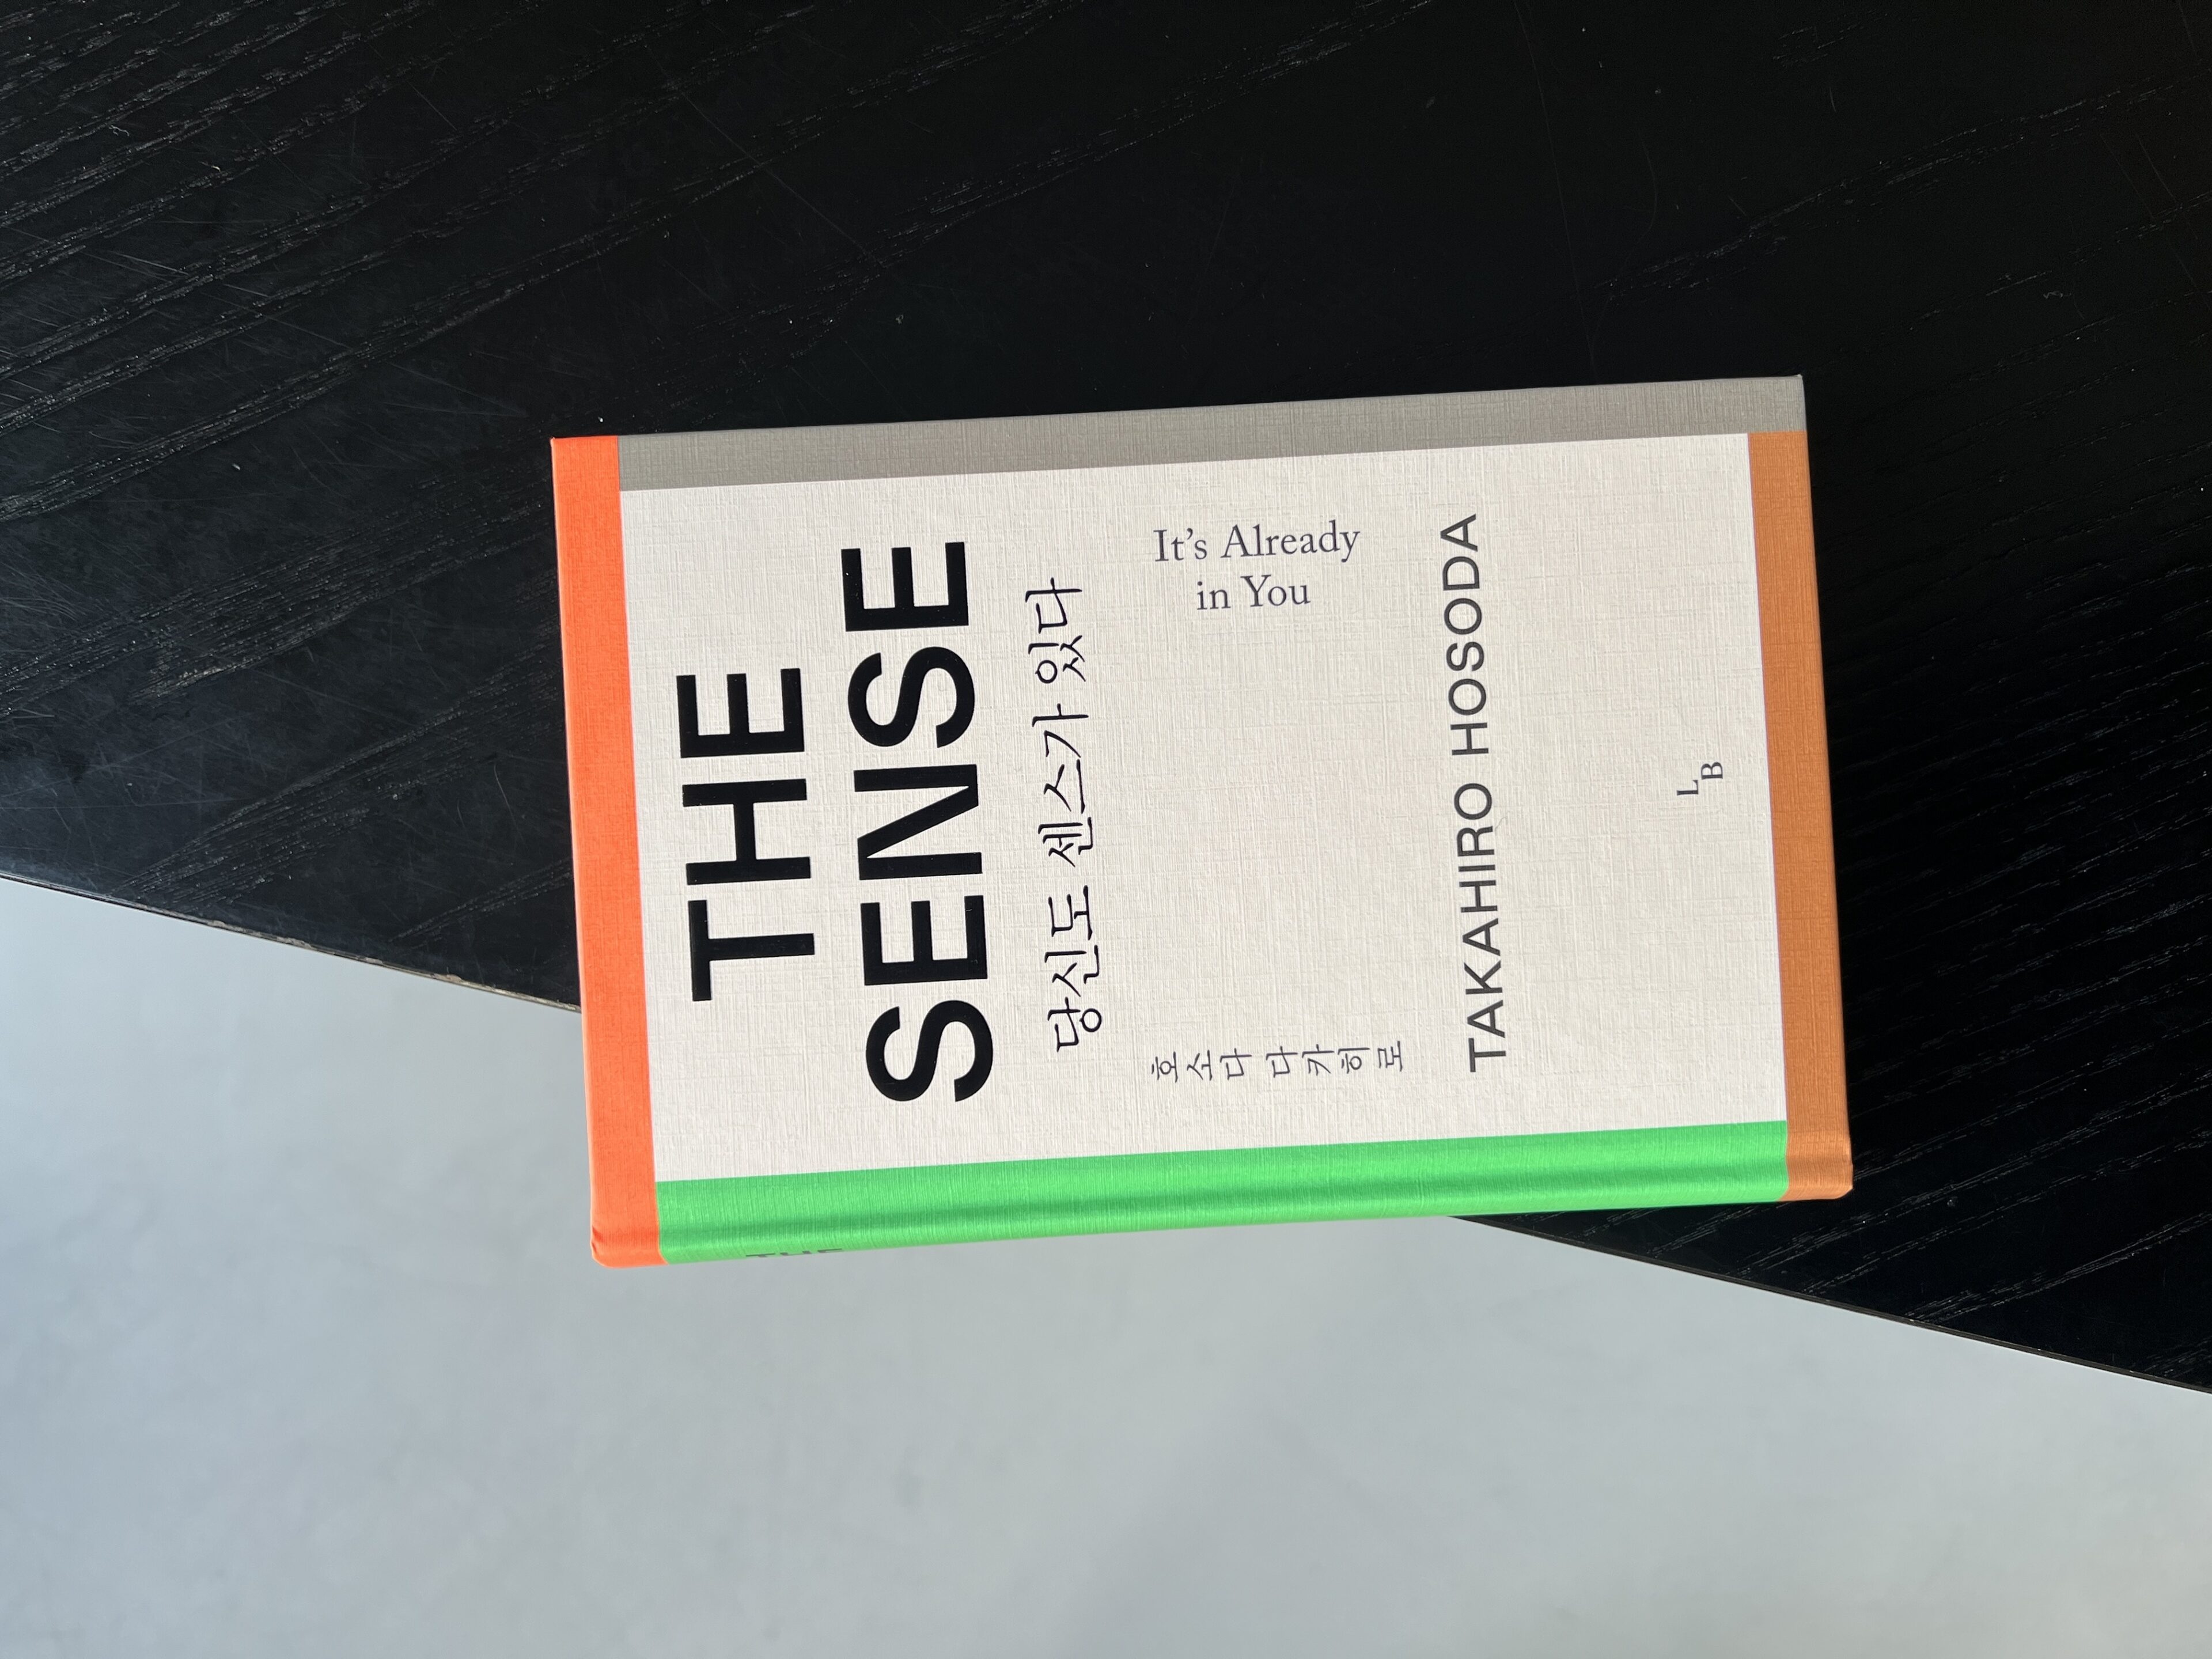 THE
SENSE
당신도 센스가 있다
호소다 다카히로
It's Already
in You
TAKAHIRO HOSODA
L
B
THE